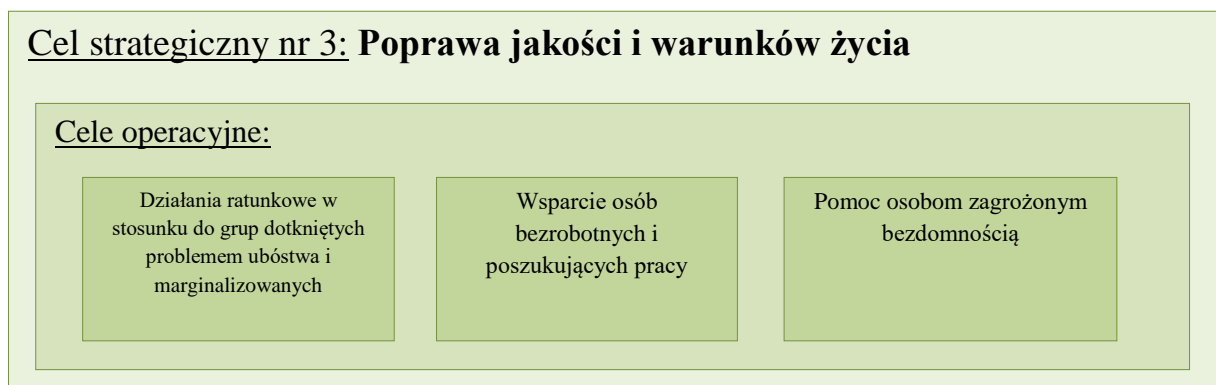 Cel strategiczny nr 3: Poprawa jakości i warunków życia
Cele operacyjne:
Działania ratunkowe w
stosunku do grup dotkniętych
problemem ubóstwa i
marginalizowanych
Wsparcie osób
bezrobotnych i
poszukujących pracy
Pomoc osobom zagrożonym
bezdomnością